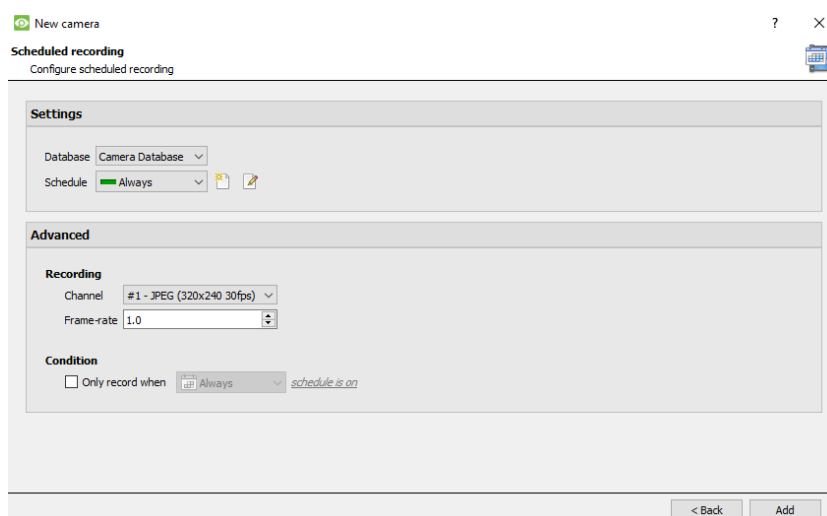 New camera ?
Scheduled recording
Configure scheduled recording
Settings
Database Camera Database
Schedule Always
Advanced
Recording
Channel #1 - JPEG (320x240 30fps)
Frame-rate 1.0
Condition
Only record when Always schedule is on
< Back Add